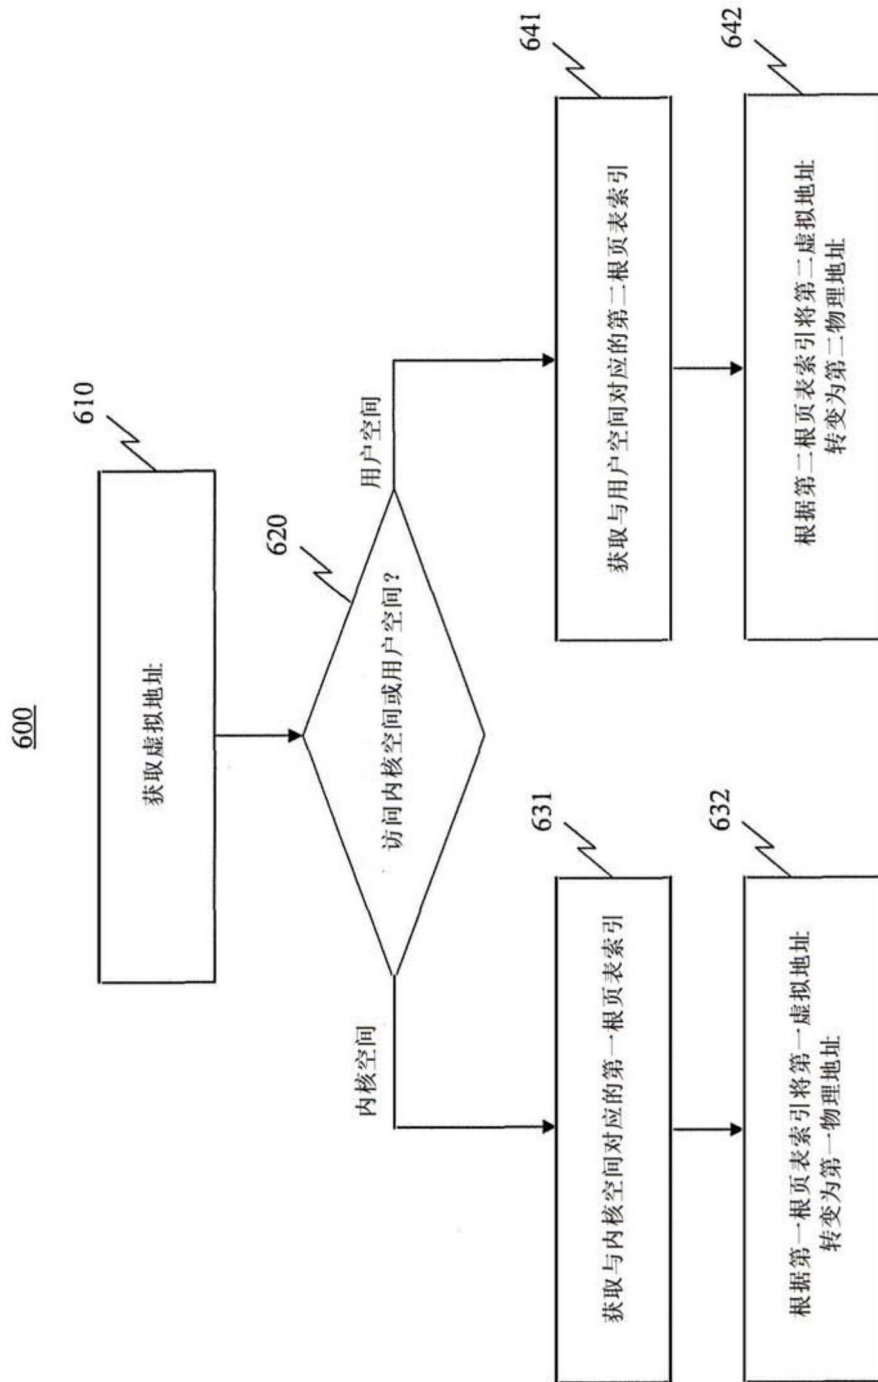 600
610
获取虚拟地址
620
访问内核空间或用户空间?
内核空间
用户空间
631
获取与内核空间对应的第一根页表索引
632
根据第一根页表索引将第一虚拟地址
转变为第一物理地址
641
获取与用户空间对应的第二根页表索引
642
根据第二根页表索引将第二虚拟地址
转变为第二物理地址